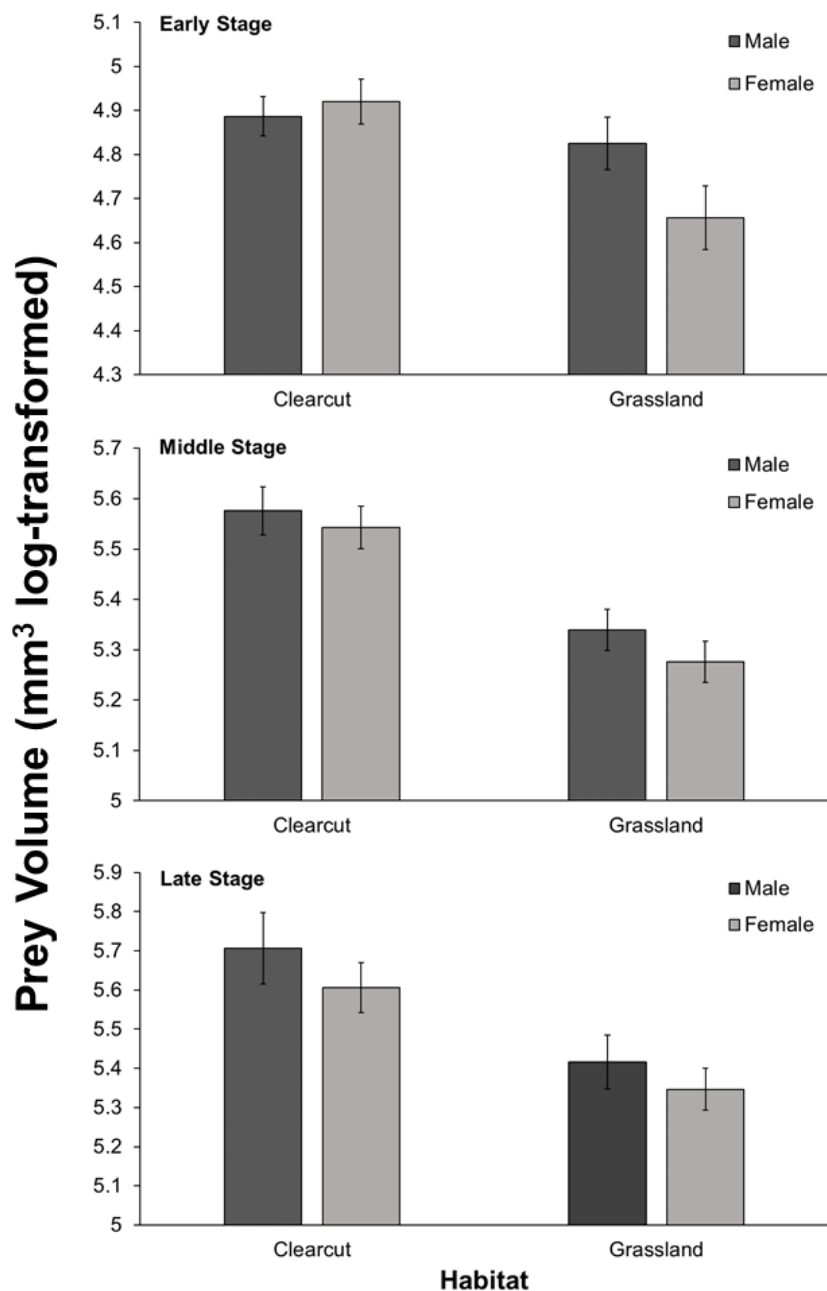 Prey Volume (mm³ log-transformed)
Early Stage
Male
Female
5.1
5
4.9
4.8
4.7
4.6
4.5
4.4
4.3
Clearcut Grassland
Middle Stage
Male
Female
5.7
5.6
5.5
5.4
5.3
5.2
5.1
5
Clearcut Grassland
Late Stage
Male
Female
5.9
5.8
5.7
5.6
5.5
5.4
5.3
5.2
5.1
5
Clearcut Grassland
Habitat